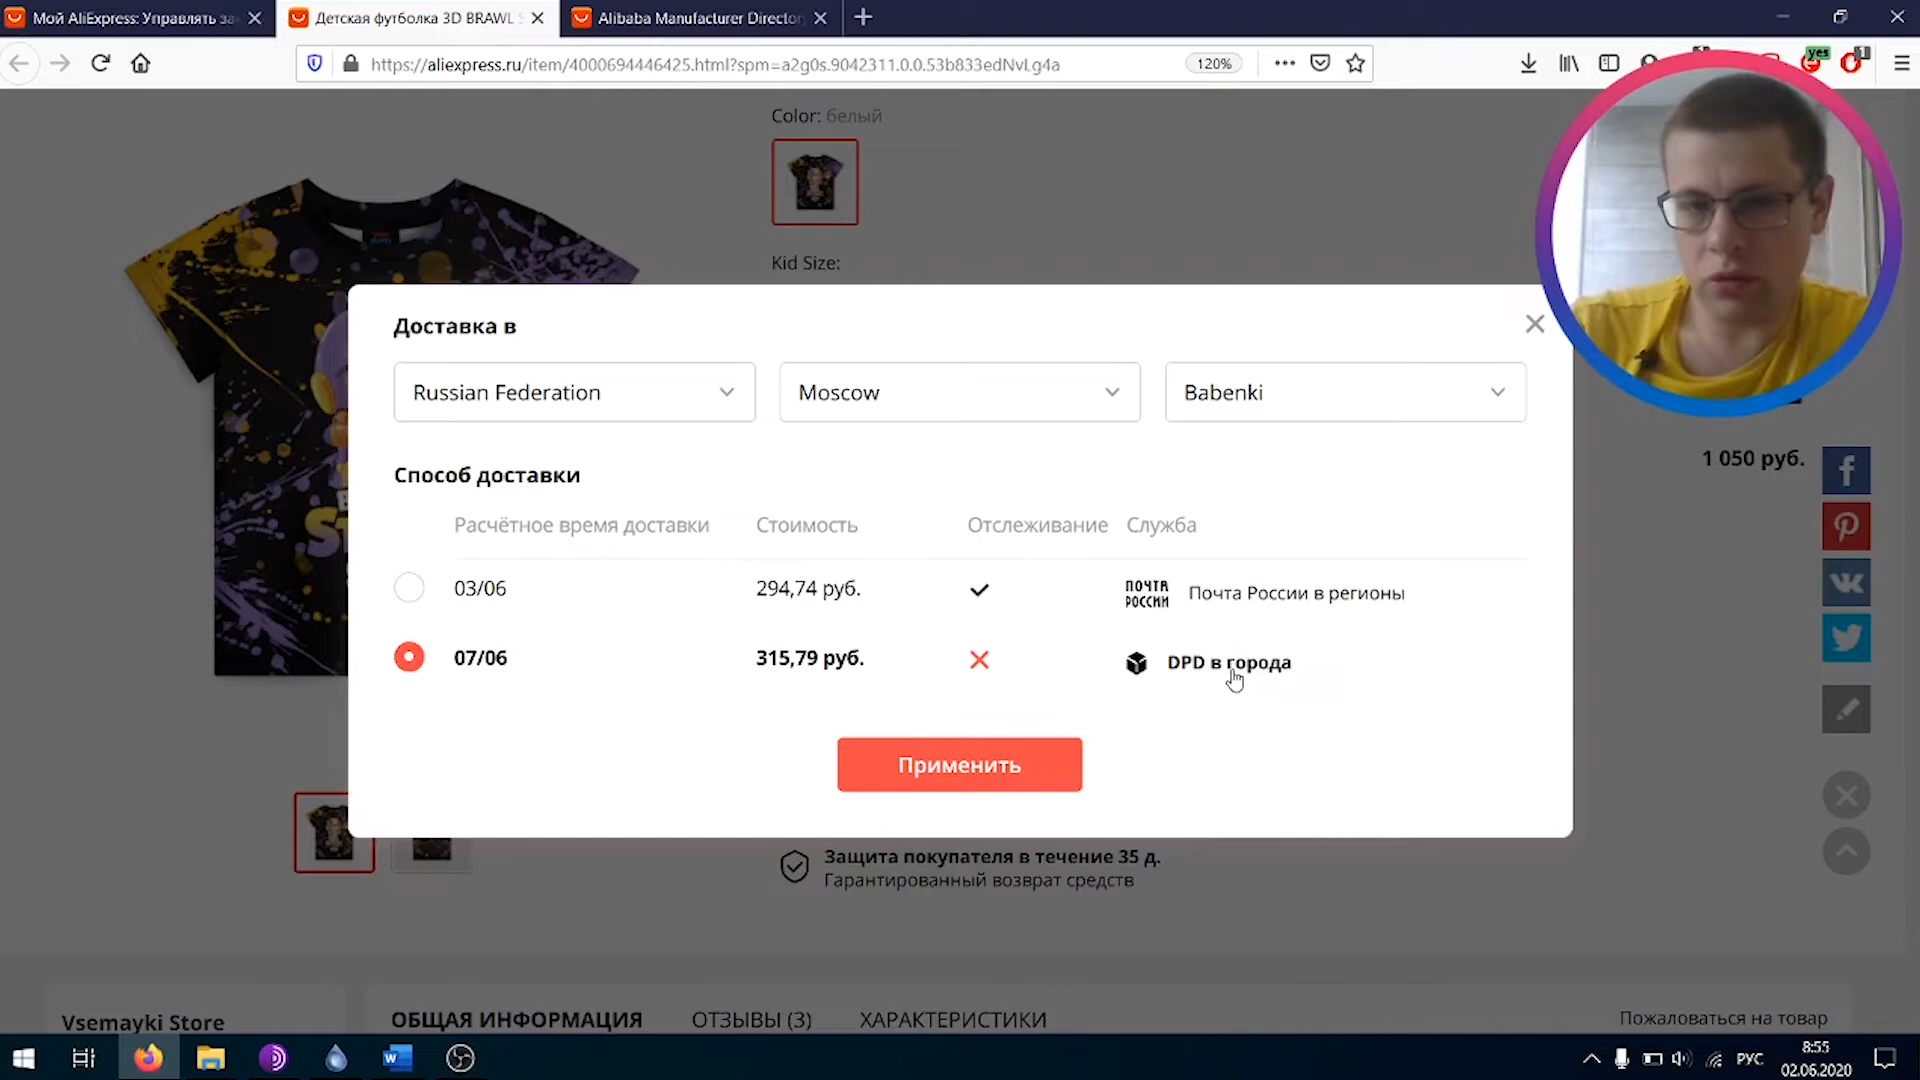 Мой AliExpress: Управлять за
Детская футболка 3D BRAWL S
Alibaba Manufacturer Director
https://aliexpress.ru/item/4000694446425.html?spm=a2g0s.9042311.0.0.53b833edNvLg4a
120%
yes
1
Color: белый
Kid Size:
Доставка в
Russian Federation
Moscow
Babenki
1 050 руб.
Способ доставки
Расчётное время доставки
Стоимость
Отслеживание
Служба
03/06
294,74 руб.
ПОЧТА
РОССИИ
Почта России в регионы
07/06
315,79 руб.
DPD в города
Применить
Защита покупателя в течение 35 д.
Гарантированный возврат средств
Vsemayki Store
ОБЩАЯ ИНФОРМАЦИЯ
ОТЗЫВЫ (3)
ХАРАКТЕРИСТИКИ
Пожаловаться на товар
РУС
8:55
02.06.2020